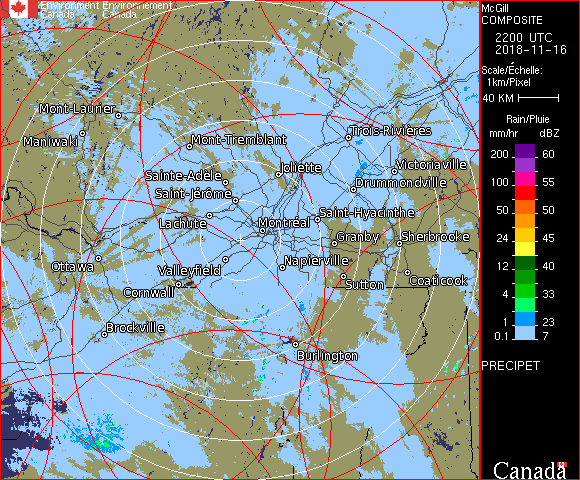 Environment Environnement
Canada Canada
Mont-Laurier
Maniwaki
Mont-Tremblant
Trois-Rivières
Joliette
Victoriaville
Sainte-Adèle
Drummondville
Saint-Jérôme
Lachute
Saint-Hyacinthe
Montréal
Granby
Sherbrooke
Ottawa
Valleyfield
Napierville
Coaticook
Sutton
Cornwall
Brockville
Burlington
McGill
COMPOSITE
2200 UTC
2018-11-16
Scale/Échelle:
1km/Pixel
40 KM
Rain/Pluie
mm/hr dBZ
200 60
100 55
50 50
24 45
12 40
4 33
1 23
0.1 7
PRECIPET
Canada